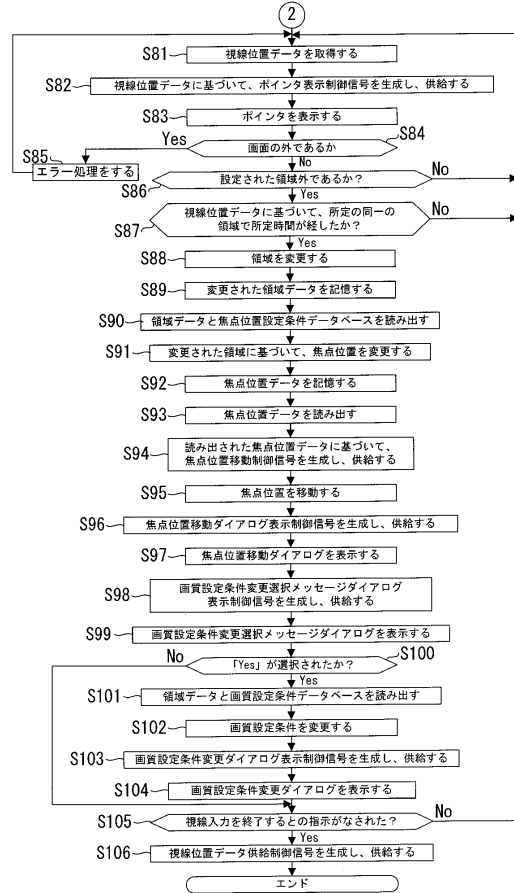 2
S81
視線位置データを取得する
S82
視線位置データに基づいて、ポインタ表示制御信号を生成し、供給する
S83
ポインタを表示する
S84
画面の外であるか
Yes
No
S85
エラー処理をする
S86
設定された領域外であるか?
No
Yes
S87
視線位置データに基づいて、所定の同一の
領域で所定時間が経したか?
No
Yes
S88
領域を変更する
S89
変更された領域データを記憶する
S90
領域データと焦点位置設定条件データベースを読み出す
S91
変更された領域に基づいて、焦点位置を変更する
S92
焦点位置データを記憶する
S93
焦点位置データを読み出す
S94
読み出された焦点位置データに基づいて、
焦点位置移動制御信号を生成し、供給する
S95
焦点位置を移動する
S96
焦点位置移動ダイアログ表示制御信号を生成し、供給する
S97
焦点位置移動ダイアログを表示する
S98
画質設定条件変更選択メッセージダイアログ
表示制御信号を生成し、供給する
S99
画質設定条件変更選択メッセージダイアログを表示する
S100
「Yes」が選択されたか?
No
Yes
S101
領域データと画質設定条件データベースを読み出す
S102
画質設定条件を変更する
S103
画質設定条件変更ダイアログ表示制御信号を生成し、供給する
S104
画質設定条件変更ダイアログを表示する
S105
視線入力を終了するとの指示がなされた?
No
Yes
S106
視線位置データ供給制御信号を生成し、供給する
エンド